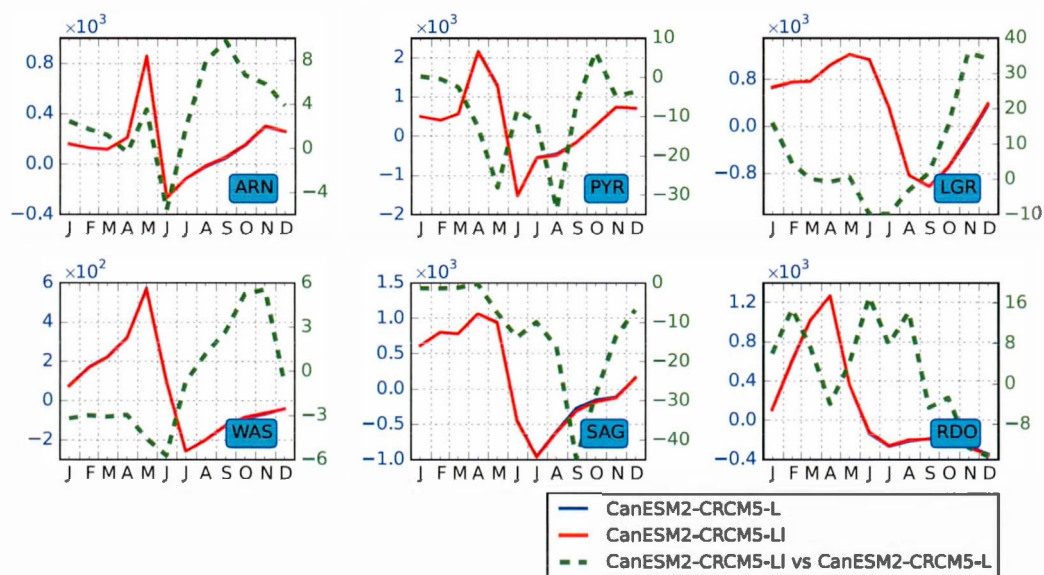 ×10³ ×10³ ×10³
0.8 0.4 0.0 −0.4 8 4 0 −4 ARN
J F M A M J J A S O N D
2 1 0 −1 −2 10 0 −10 −20 −30 PYR
J F M A M J J A S O N D
0.8 0.0 −0.8 40 35 30 25 20 15 10 5 0 −5 −10 LGR
J F M A M J J A S O N D
×10² ×10³ ×10³
6 4 2 0 −2 6 3 0 −3 −6 WAS
J F M A M J J A S O N D
1.5 1.0 0.5 0.0 −0.5 −1.0 0 −10 −20 −30 −40 SAG
J F M A M J J A S O N D
1.2 0.8 0.4 0.0 −0.4 16 8 0 −8 RDO
J F M A M J J A S O N D
CanESM2-CRCM5-L
CanESM2-CRCM5-LI
CanESM2-CRCM5-LI vs CanESM2-CRCM5-L